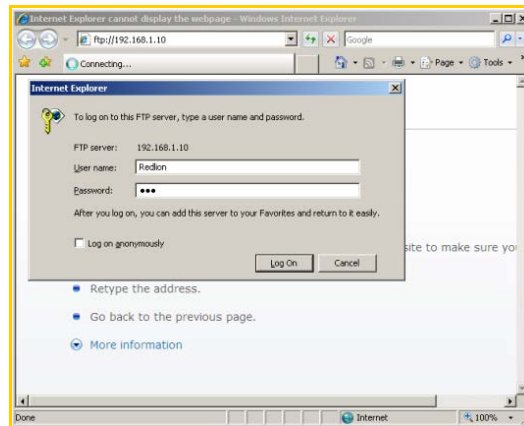 Internet Explorer cannot display the webpage - Windows Internet Explorer
ftp://192.168.1.10
Google
Connecting...
Page
Tools
Internet Explorer
To log on to this FTP server, type a user name and password.
FTP server: 192.168.1.10
User name: Redlion
Password: •••
After you log on, you can add this server to your Favorites and return to it easily.
Log on anonymously
Log On Cancel
site to make sure you
Retype the address.
Go back to the previous page.
More information
Done Internet 100%